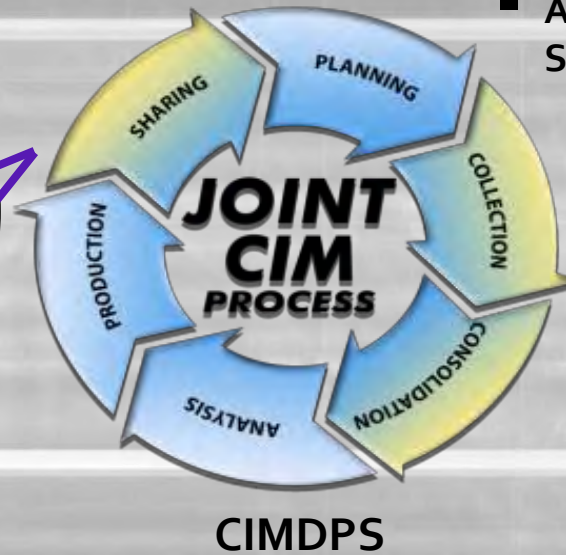 PLANNING
COLLECTION
CONSOLIDATION
ANALYSIS
PRODUCTION
SHARING
JOINT
CIM
PROCESS
CIMDPS